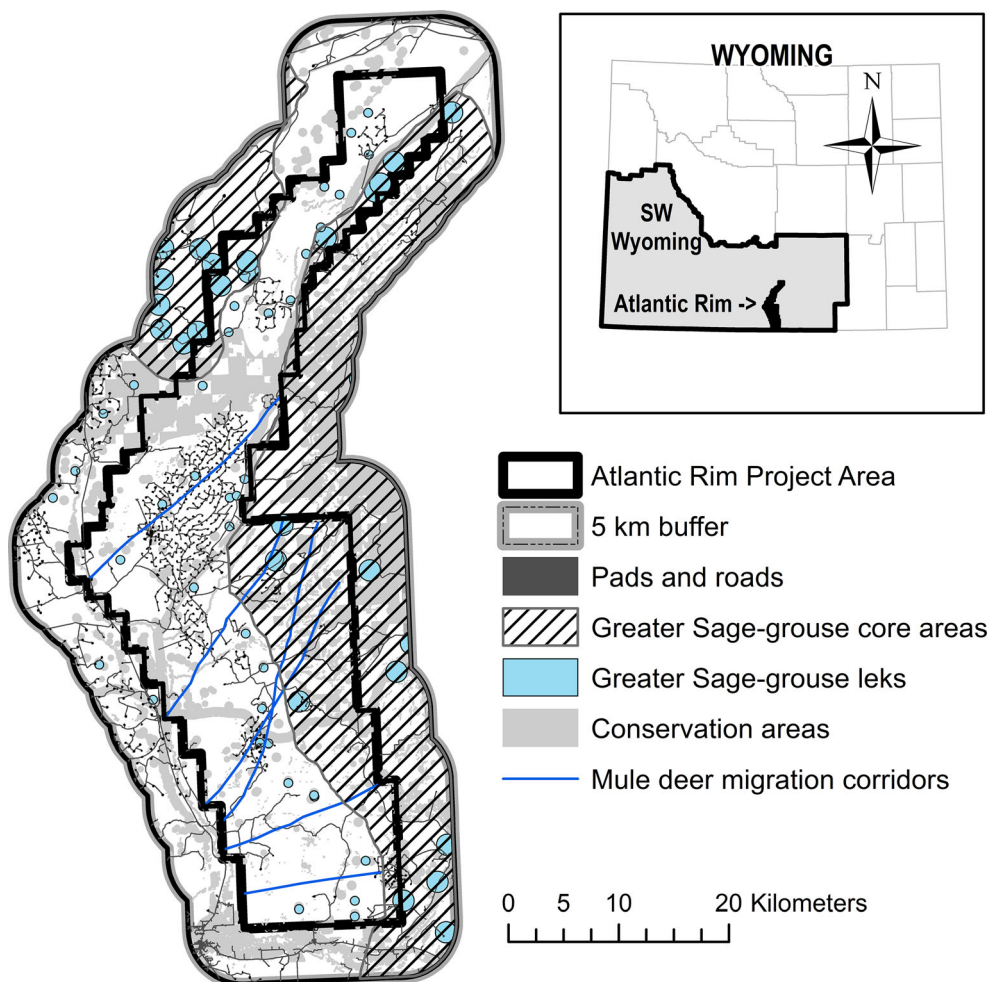 WYOMING
N
SW
Wyoming
Atlantic Rim ->
Atlantic Rim Project Area
5 km buffer
Pads and roads
Greater Sage-grouse core areas
Greater Sage-grouse leks
Conservation areas
Mule deer migration corridors
0 5 10 20 Kilometers